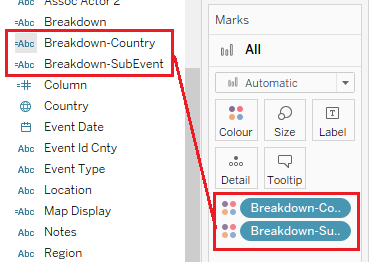 Assoc Actor 2
=Abc Breakdown
=Abc Breakdown-Country
=Abc Breakdown-SubEvent
Column
Country
Event Date
Abc Event Id Cnty
Abc Event Type
Abc Location
=Abc Map Display
Abc Notes
Abc Region
Marks
All
Automatic
Colour Size Label
T
Detail Tooltip
Breakdown-Co..
Breakdown-Su..